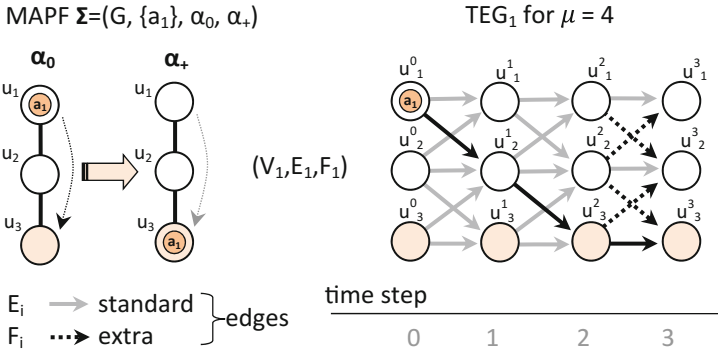 MAPF Σ=(G, {a₁}, α₀, α₊)
TEG₁ for μ = 4
α₀ α₊
u₁ a₁ u₁
u₂ u₂
u₃ u₃ a₁
(V₁,E₁,F₁)
u⁰₁ u¹₁ u²₁ u³₁
a₁
u⁰₂ u¹₂ u²₂ u³₂
u⁰₃ u¹₃ u²₃ u³₃
Eᵢ standard
Fᵢ extra
edges
time step
0 1 2 3